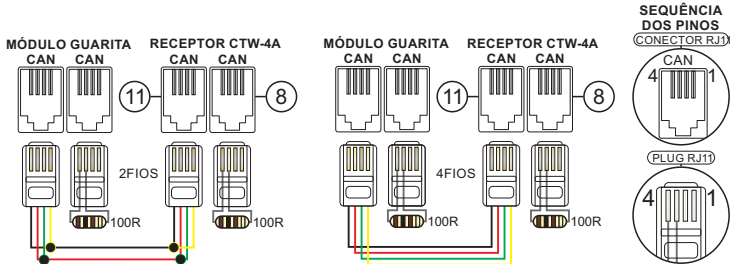 MÓDULO GUARITA
CAN CAN
RECEPTOR CTW-4A
CAN CAN
11
8
2FIOS
100R
100R
MÓDULO GUARITA
CAN CAN
RECEPTOR CTW-4A
CAN CAN
11
8
4FIOS
100R
100R
SEQUÊNCIA
DOS PINOS
CONECTOR RJ11
CAN
4 1
PLUG RJ11
4 1